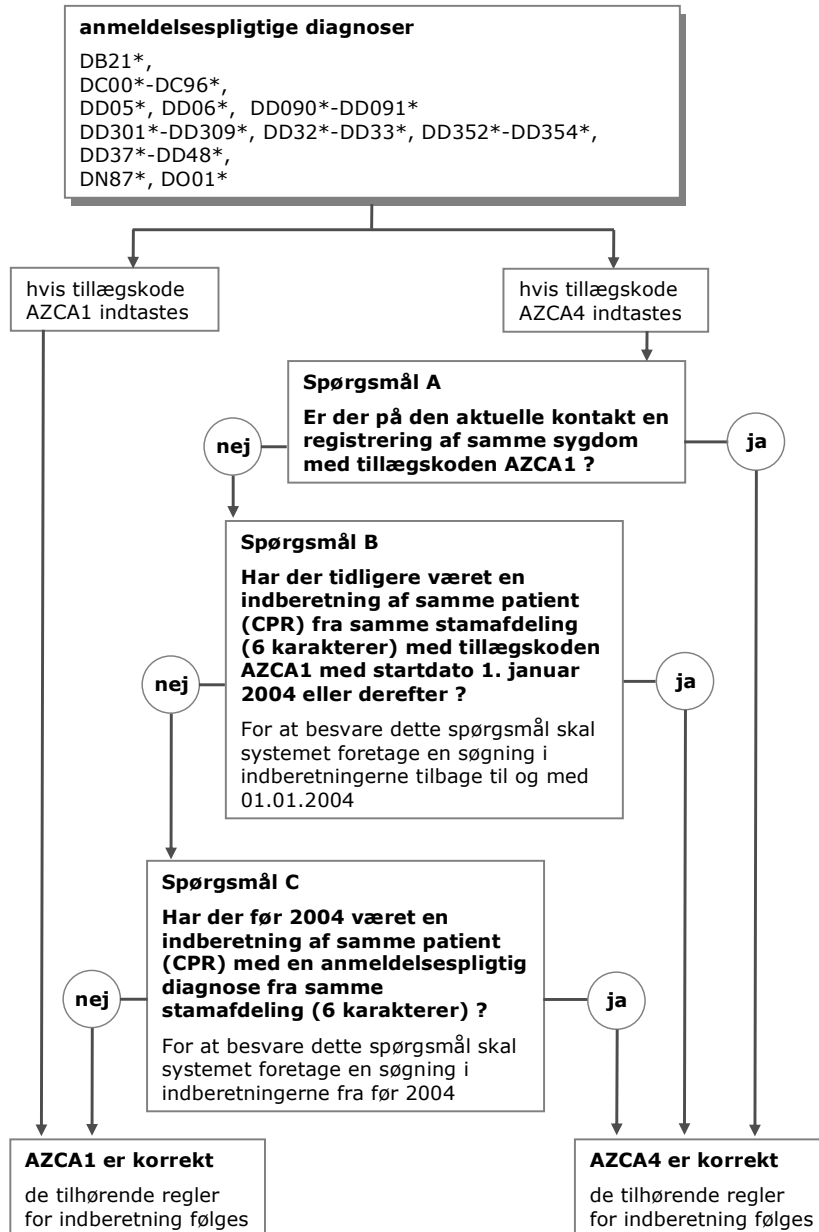 anmeldelsespligtige diagnoser
DB21*,
DC00*-DC96*,
DD05*, DD06*, DD090*-DD091*
DD301*-DD309*, DD32*-DD33*, DD352*-DD354*,
DD37*-DD48*,
DN87*, DO01*
hvis tillægskode
AZCA1 indtastes
hvis tillægskode
AZCA4 indtastes
Spørgsmål A
Er der på den aktuelle kontakt en
registrering af samme sygdom
med tillægskoden AZCA1 ?
nej
ja
Spørgsmål B
Har der tidligere været en
indberetning af samme patient
(CPR) fra samme stamafdeling
(6 karakterer) med tillægskoden
AZCA1 med startdato 1. januar
2004 eller derefter ?
For at besvare dette spørgsmål skal
systemet foretage en søgning i
indberetningerne tilbage til og med
01.01.2004
nej
ja
Spørgsmål C
Har der før 2004 været en
indberetning af samme patient
(CPR) med en anmeldelsespligtig
diagnose fra samme
stamafdeling (6 karakterer) ?
For at besvare dette spørgsmål skal
systemet foretage en søgning i
indberetningerne fra før 2004
nej
ja
AZCA1 er korrekt
de tilhørende regler
for indberetning følges
AZCA4 er korrekt
de tilhørende regler
for indberetning følges